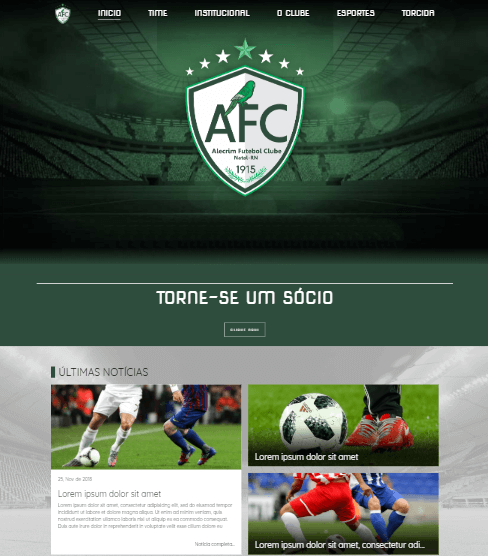 AFC INICIO TIME INSTITUCIONAL O CLUBE ESPORTES TORCIDA
AFC
Alecrim Futebol Clube
Natal-RN
1915
TORNE-SE UM SÓCIO
ÚLTIMAS NOTÍCIAS
25, Nov de 2018
Lorem ipsum dolor sit amet
Lorem ipsum dolor sit amet, consectetur adipisicing elit, sed do eiusmod tempor
incididunt ut labore et dolore magna aliqua. Ut enim ad minim veniam, quis
nostrud exercitation ullamco laboris nisi ut aliquip ex ea commodo consequat.
Duis aute irure dolor in reprehenderit in voluptate velit esse cillum dolore eu
Notícia completa...
Lorem ipsum dolor sit amet
Lorem ipsum dolor sit amet, consectetur adi...